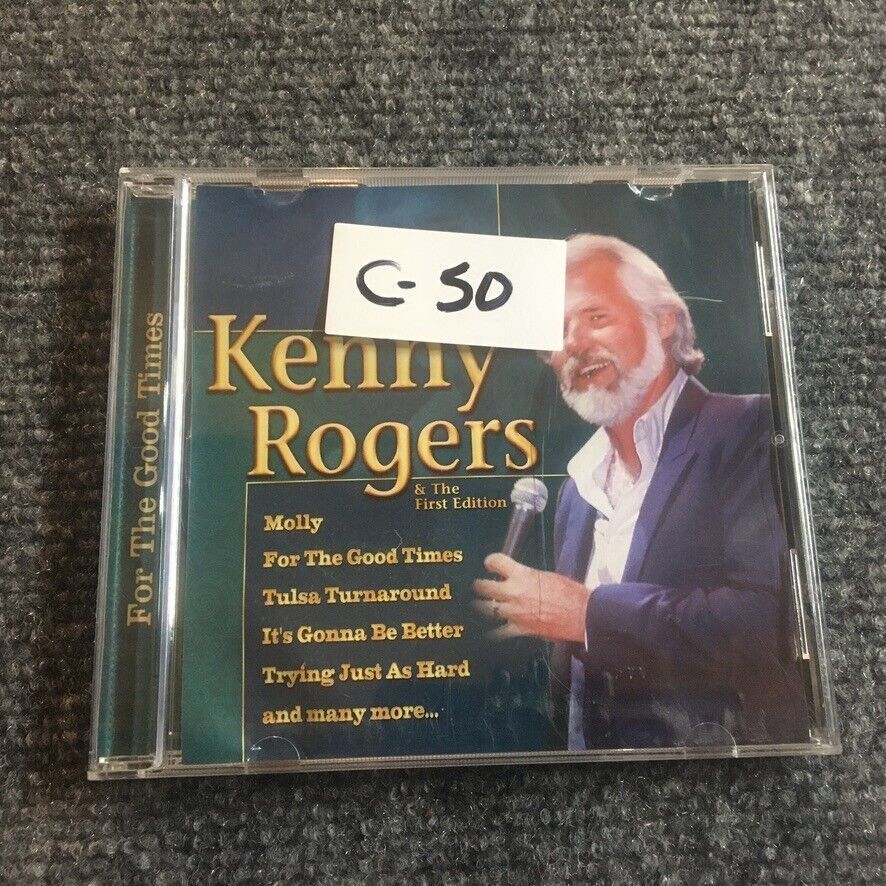 For The Good Times
C-50
Kenny
Rogers
& The
First Edition
Molly
For The Good Times
Tulsa Turnaround
It's Gonna Be Better
Trying Just As Hard
and many more...